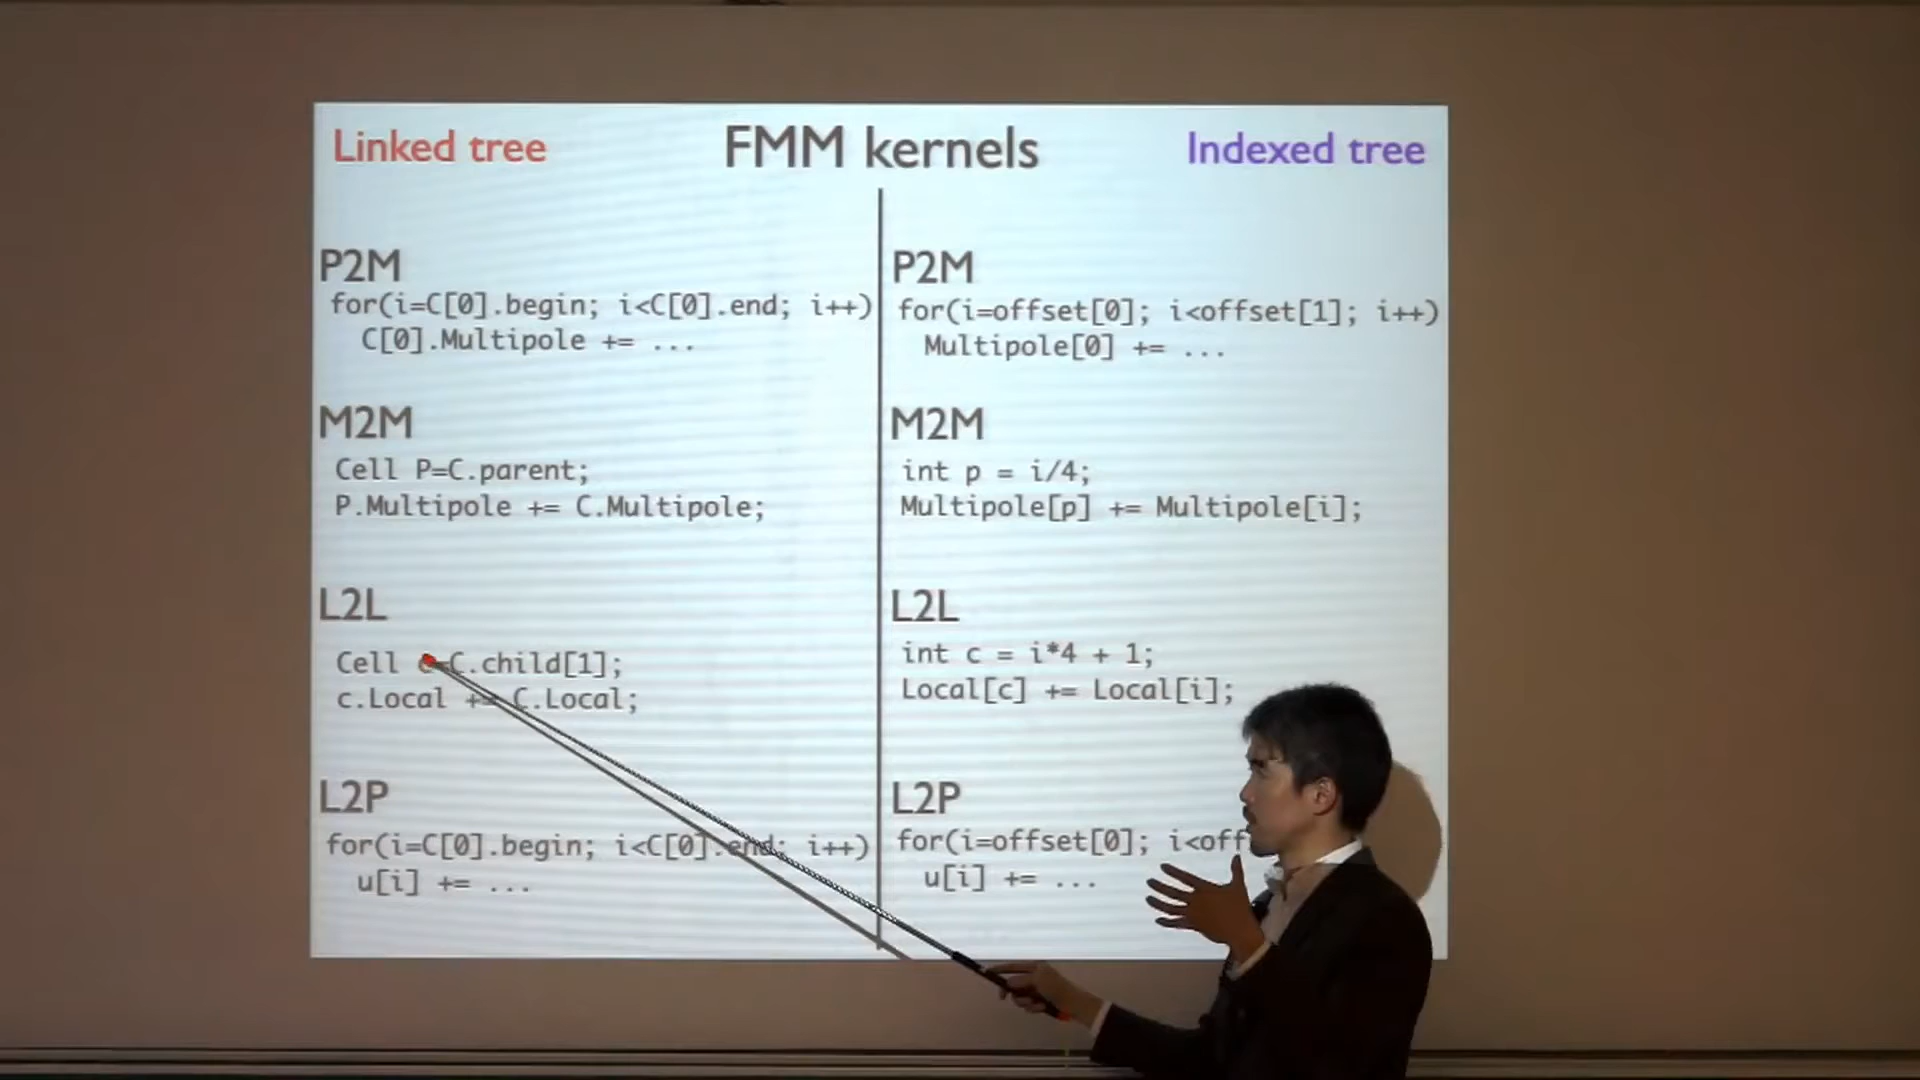 Linked tree
FMM kernels
Indexed tree
P2M
for(i=C[0].begin; i<C[0].end; i++)
C[0].Multipole += ...
M2M
Cell P=C.parent;
P.Multipole += C.Multipole;
L2L
Cell c=C.child[1];
c.Local += C.Local;
L2P
for(i=C[0].begin; i<C[0].end; i++)
u[i] += ...
P2M
for(i=offset[0]; i<offset[1]; i++)
Multipole[0] += ...
M2M
int p = i/4;
Multipole[p] += Multipole[i];
L2L
int c = i*4 + 1;
Local[c] += Local[i];
L2P
for(i=offset[0]; i<off
u[i] += ...